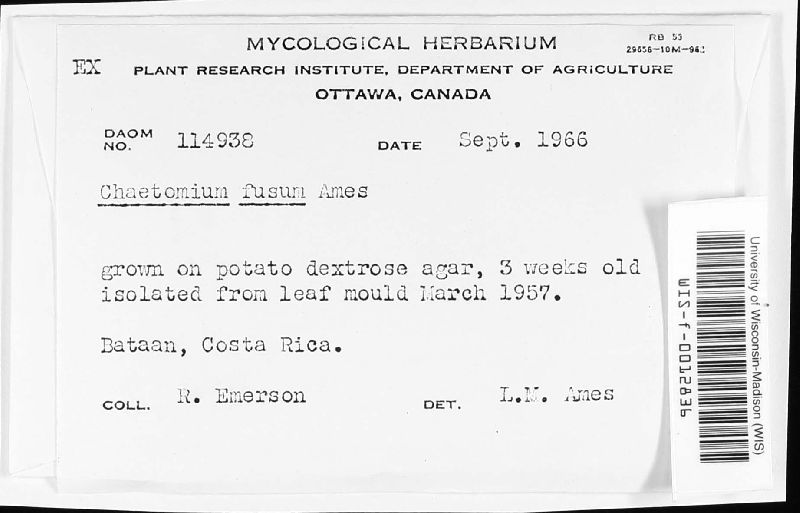 MYCOLOGICAL HERBARIUM
RB 53
EX
PLANT RESEARCH INSTITUTE, DEPARTMENT OF AGRICULTURE
OTTAWA, CANADA
DAOM NO. 114938 DATE Sept. 1966
Chaetomium fusum Ames
grown on potato dextrose agar, 3 weeks old
isolated from leaf mould March 1957.
Bataan, Costa Rica.
COLL. R. Emerson DET. L.M. Ames
University of Wisconsin-Madison (WIS)
WIS-f-0012836